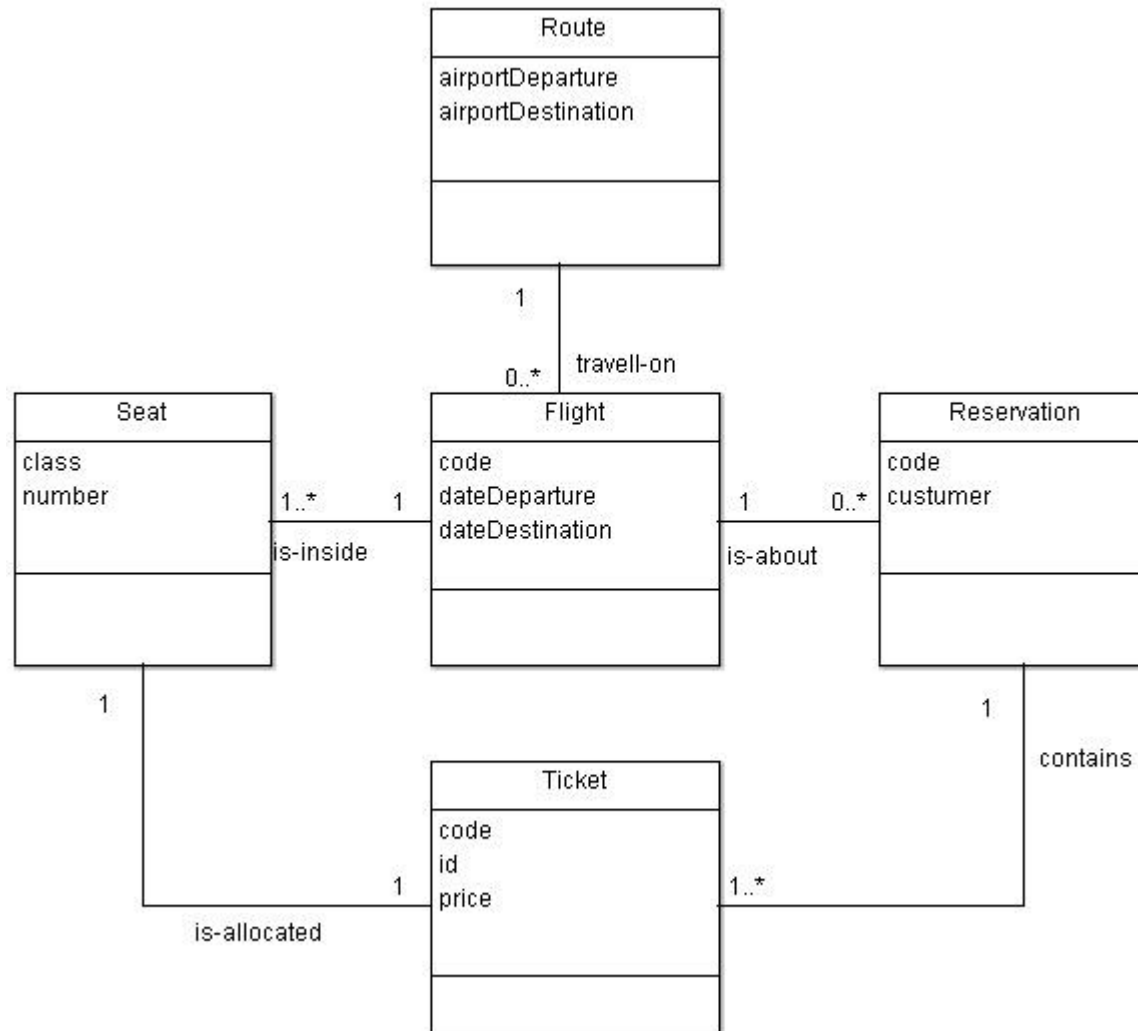 Route
airportDeparture
airportDestination
1
travell-on
0..*
Seat
class
number
1..*
is-inside
1
Flight
code
dateDeparture
dateDestination
1
is-about
0..*
Reservation
code
custumer
1
1
contains
Ticket
code
id
price
1
is-allocated
1..*